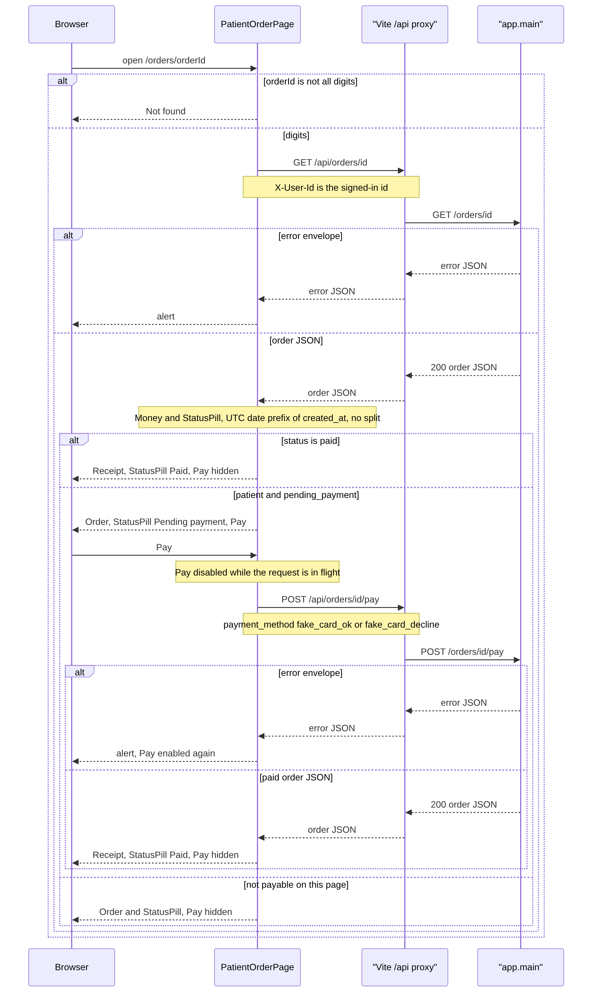 Browser
PatientOrderPage
"Vite /api proxy"
"app.main"
open /orders/orderId
alt
[orderId is not all digits]
Not found
[digits]
GET /api/orders/id
X-User-Id is the signed-in id
GET /orders/id
alt
[error envelope]
error JSON
error JSON
alert
[order JSON]
200 order JSON
order JSON
Money and StatusPill, UTC date prefix of created_at, no split
alt
[status is paid]
Receipt, StatusPill Paid, Pay hidden
[patient and pending_payment]
Order, StatusPill Pending payment, Pay
Pay
Pay disabled while the request is in flight
POST /api/orders/id/pay
payment_method fake_card_ok or fake_card_decline
POST /orders/id/pay
alt
[error envelope]
error JSON
error JSON
alert, Pay enabled again
[paid order JSON]
200 order JSON
order JSON
Receipt, StatusPill Paid, Pay hidden
[not payable on this page]
Order and StatusPill, Pay hidden
Browser
PatientOrderPage
"Vite /api proxy"
"app.main"